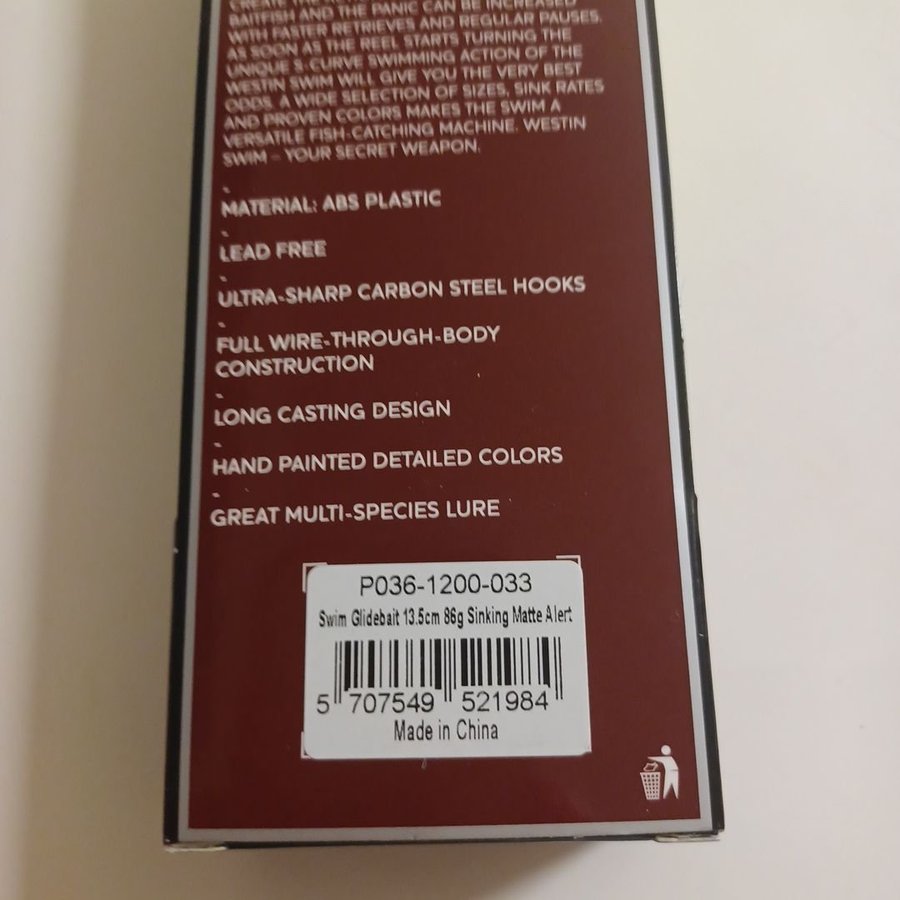 BAITFISH AND THE PANIC CAN BE INCREASED
WITH FASTER RETRIEVES AND REGULAR PAUSES.
AS SOON AS THE REEL STARTS TURNING THE
UNIQUE S-CURVE SWIMMING ACTION OF THE
WESTIN SWIM WILL GIVE YOU THE VERY BEST
ODDS. A WIDE SELECTION OF SIZES, SINK RATES
AND PROVEN COLORS MAKES THE SWIM A
VERSATILE FISH-CATCHING MACHINE. WESTIN
SWIM – YOUR SECRET WEAPON.
-
MATERIAL: ABS PLASTIC
-
LEAD FREE
-
ULTRA-SHARP CARBON STEEL HOOKS
-
FULL WIRE-THROUGH-BODY
CONSTRUCTION
-
LONG CASTING DESIGN
-
HAND PAINTED DETAILED COLORS
-
GREAT MULTI-SPECIES LURE
P036-1200-033
Swim Glidebait 13.5cm 86g Sinking Matte Alert
5 707549 521984
Made in China